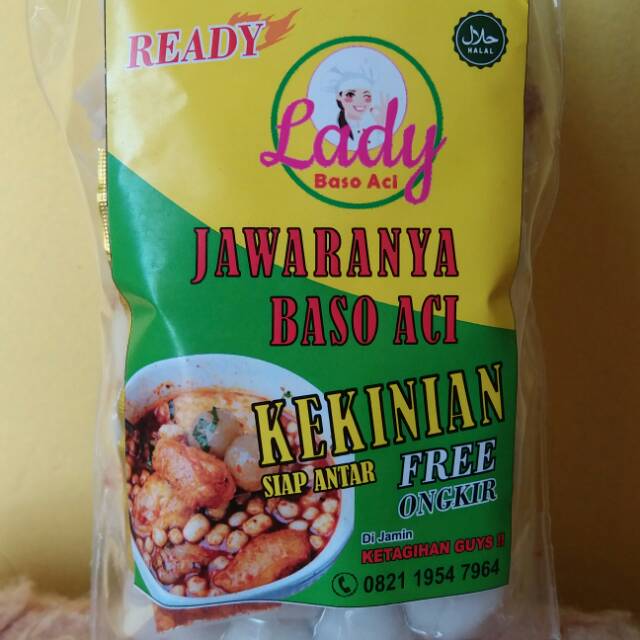 READY
حلال
HALAL
Lady
Baso Aci
JAWARANYA
BASO ACI
KEKINIAN
SIAP ANTAR
FREE
ONGKIR
Di Jamin
KETAGIHAN GUYS !!
0821 1954 7964